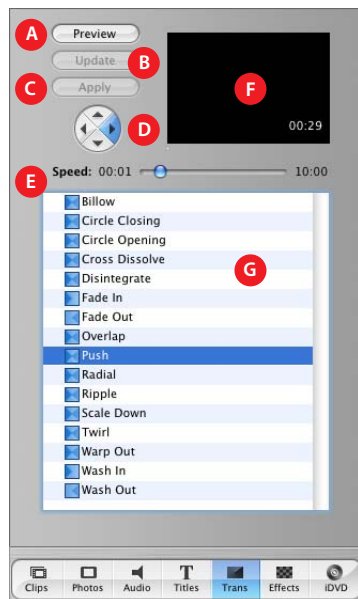 A Preview
Update B
C Apply
F
D
00:29
E Speed: 00:01 10:00
Billow
Circle Closing
Circle Opening
Cross Dissolve
G
Disintegrate
Fade In
Fade Out
Overlap
Push
Radial
Ripple
Scale Down
Twirl
Warp Out
Wash In
Wash Out
Clips Photos Audio Titles Trans Effects iDVD